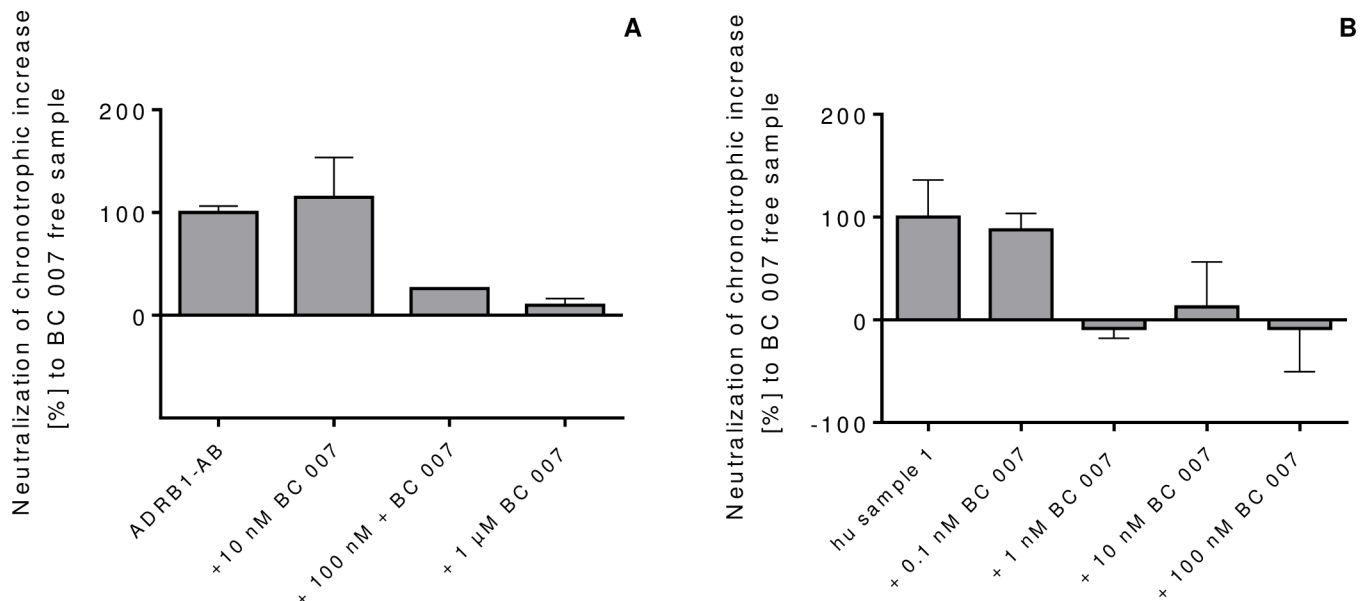 A
Neutralization of chronotrophic increase
[%] to BC 007 free sample
200
100
0
ADRB1-AB
+10 nM BC 007
+ 100 nM + BC 007
+ 1 µM BC 007
B
Neutralization of chronotrophic increase
[%] to BC 007 free sample
200
100
0
-100
hu sample 1
+ 0.1 nM BC 007
+ 1 nM BC 007
+ 10 nM BC 007
+ 100 nM BC 007